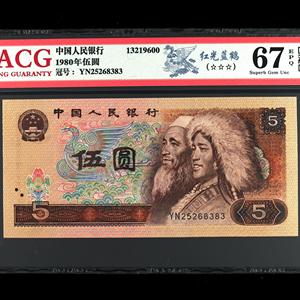 ACG
NG GUARANTY
中国人民银行
1980年伍圆
冠号：YN25268383
13219600
红光蓝鹤
(☆☆☆)
67
EPQ
Superb Gem Unc
中国人民银行
伍圆
5
5
YN25268383
5